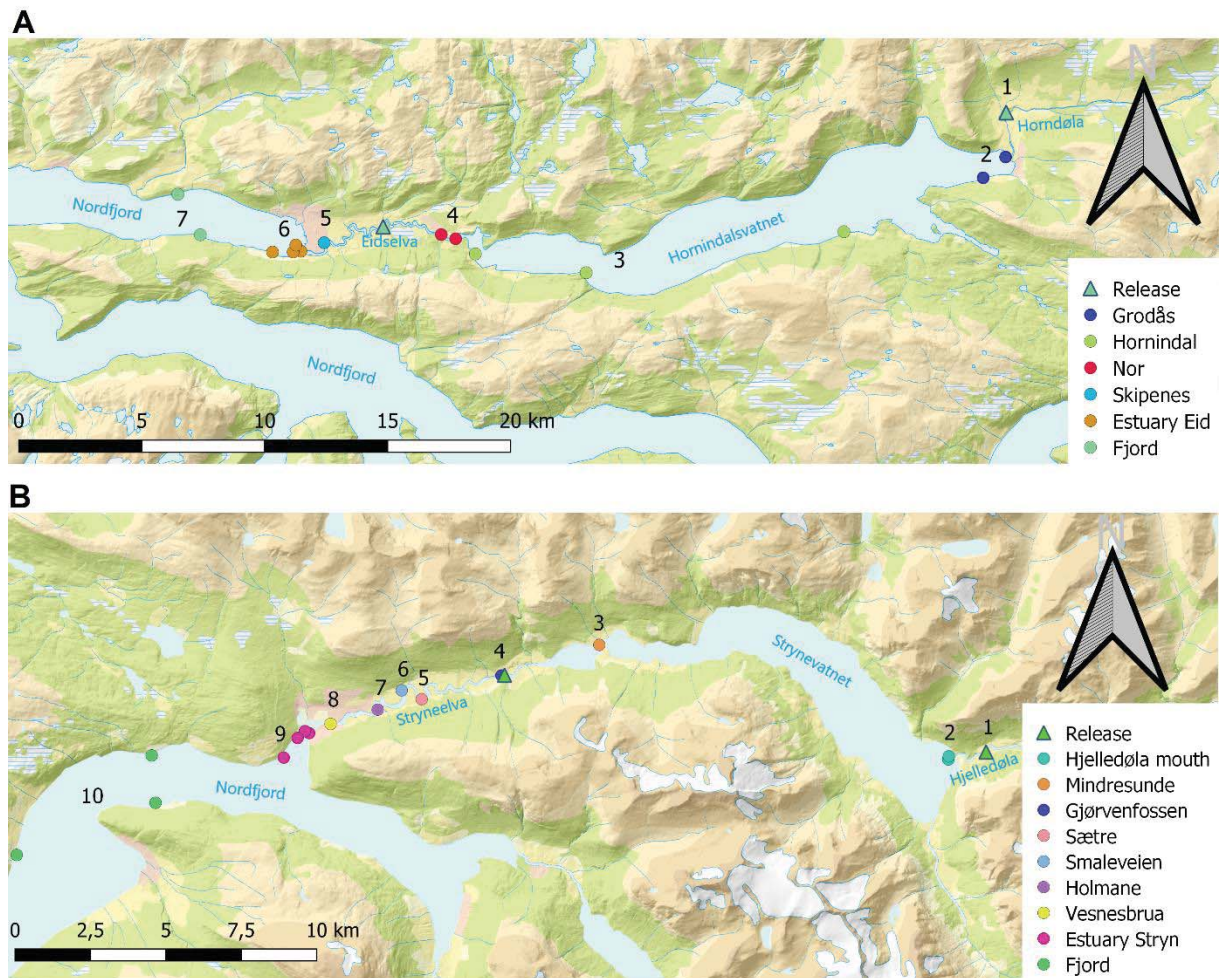 A
N
1
Horndøla
2
Nordfjord
7
6
5
Eidselva
4
Hornindalsvatnet
3
Nordfjord
0 5 10 15 20 km
Release
Grodås
Hornindal
Nor
Skipenes
Estuary Eid
Fjord
B
N
3
Strynevatnet
4
6
5
7
8
Stryneelva
9
2
1
Hjelledøla
Nordfjord
10
0 2,5 5 7,5 10 km
Release
Hjelledøla mouth
Mindresunde
Gjørvenfossen
Sætre
Smaleveien
Holmane
Vesnesbrua
Estuary Stryn
Fjord